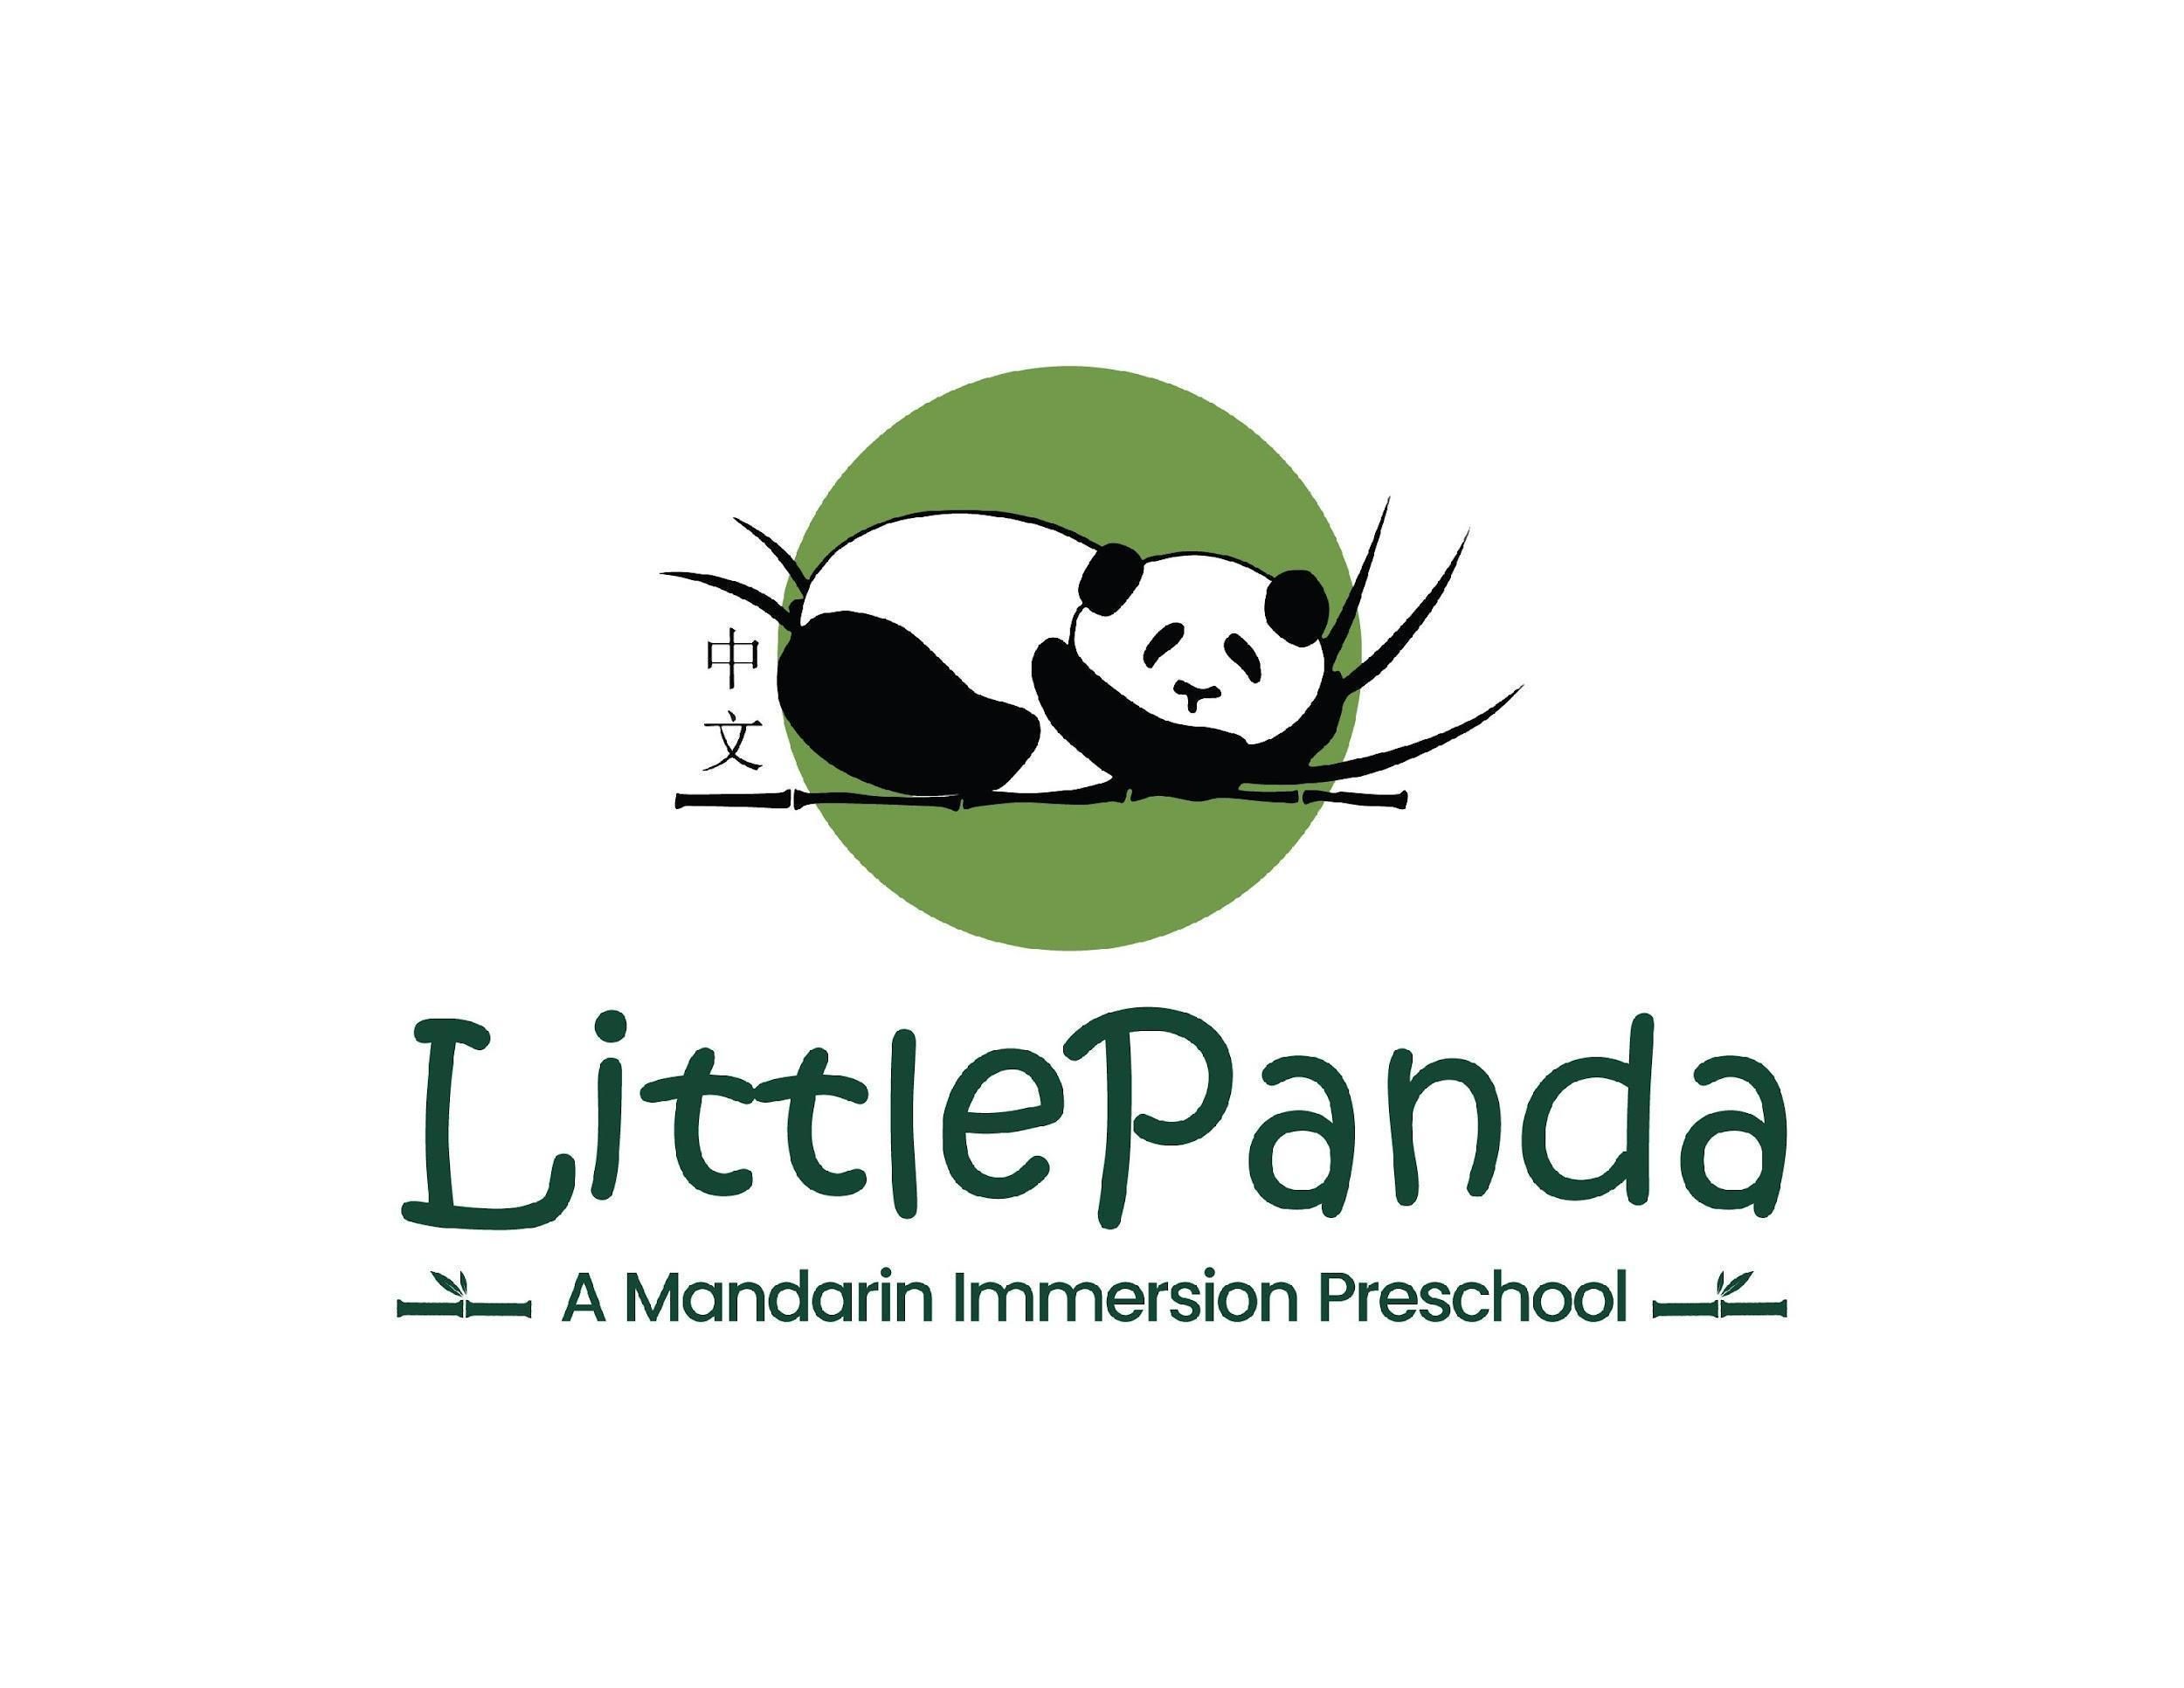 中文
LittlePanda
A Mandarin Immersion Preschool